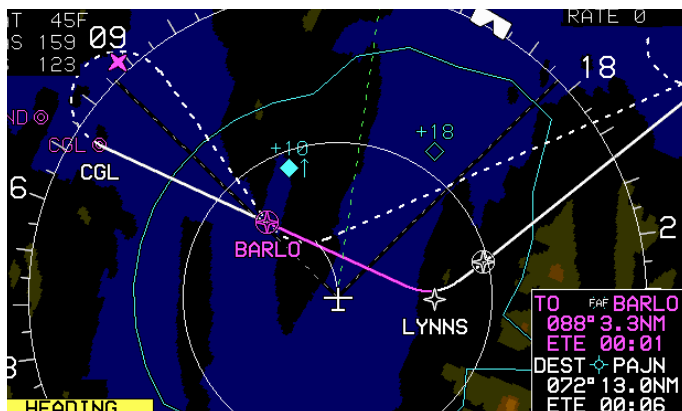 45F
RATE 0
AS 159
123
09
18
ND
CGL
+10
+18
CGL
6
BARLO
2
LYNNS
TO FAF BARLO
088° 3.3NM
ETE 00:01
DEST PAJN
072° 13.0NM
ETE 00:06
HEADING